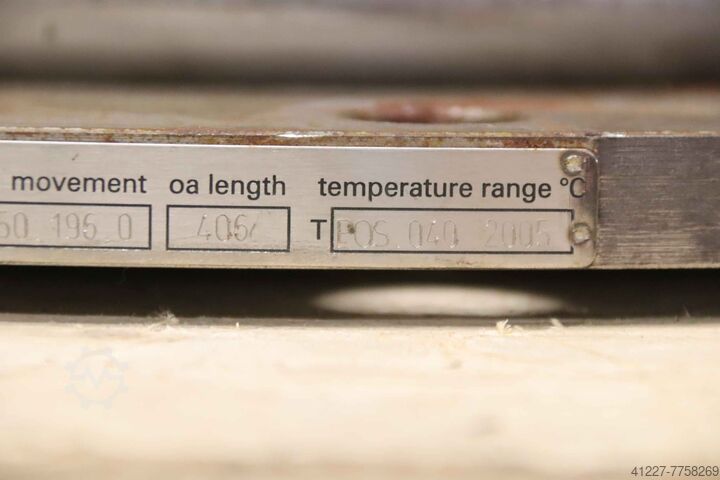 movement oa length temperature range °C
50 196 0 4064 T POS 040 2005
41227-7758269